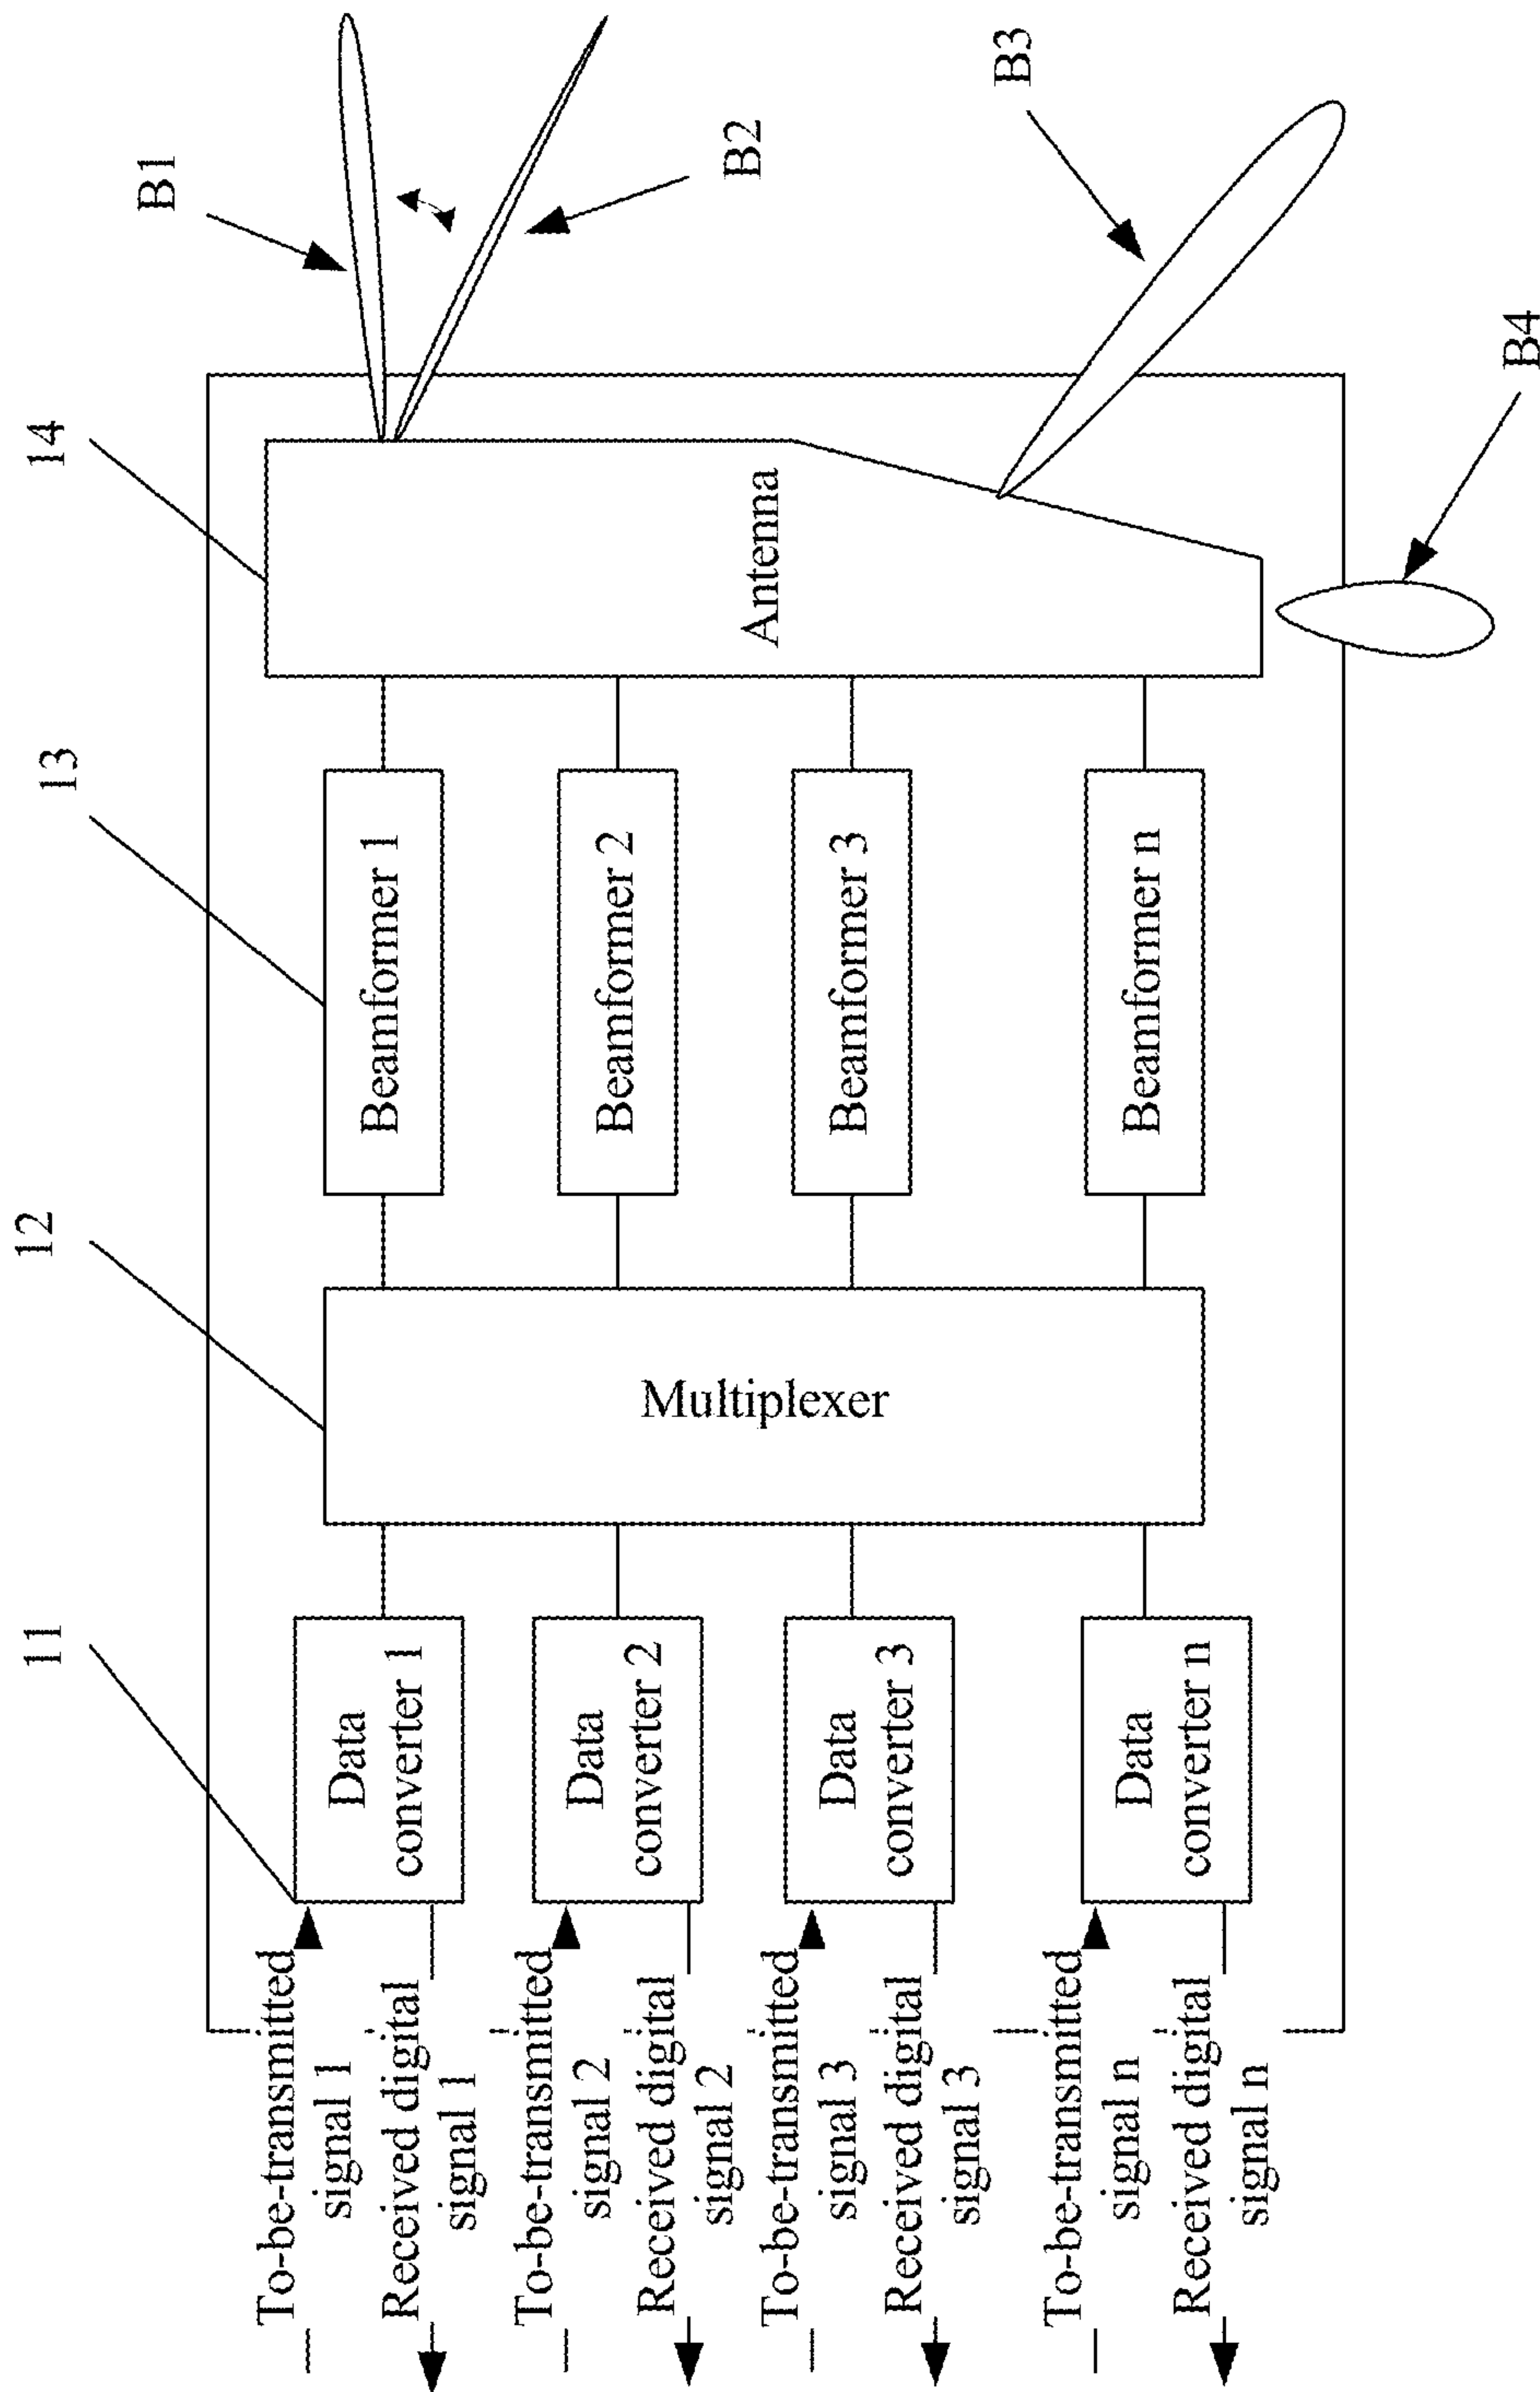 To-be-transmitted
signal 1
Received digital
signal 1
To-be-transmitted
signal 2
Received digital
signal 2
To-be-transmitted
signal 3
Received digital
signal 3
To-be-transmitted
signal n
Received digital
signal n
11
Data
converter 1
Data
converter 2
Data
converter 3
Data
converter n
12
Multiplexer
13
Beamformer 1
Beamformer 2
Beamformer 3
Beamformer n
14
Antenna
B1
B2
B3
B4